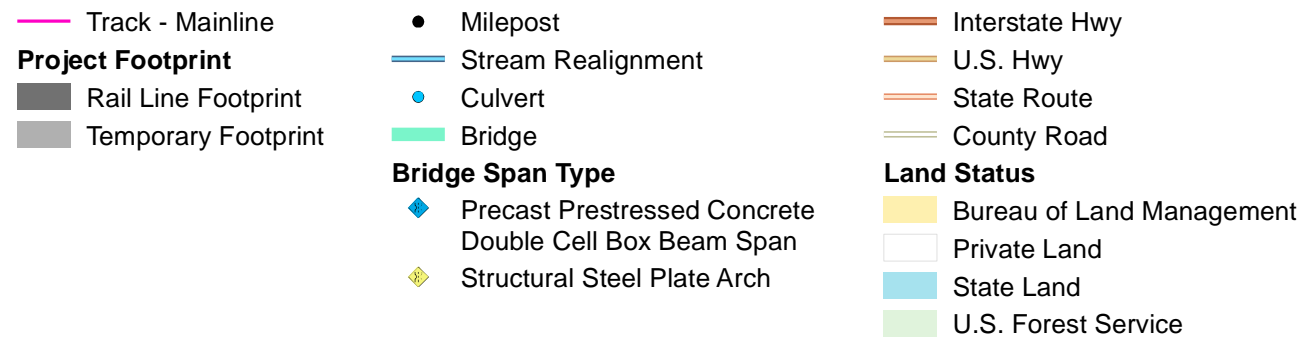 Track - Mainline
Project Footprint
Rail Line Footprint
Temporary Footprint
Milepost
Stream Realignment
Culvert
Bridge
Bridge Span Type
Precast Prestressed Concrete
Double Cell Box Beam Span
Structural Steel Plate Arch
Interstate Hwy
U.S. Hwy
State Route
County Road
Land Status
Bureau of Land Management
Private Land
State Land
U.S. Forest Service